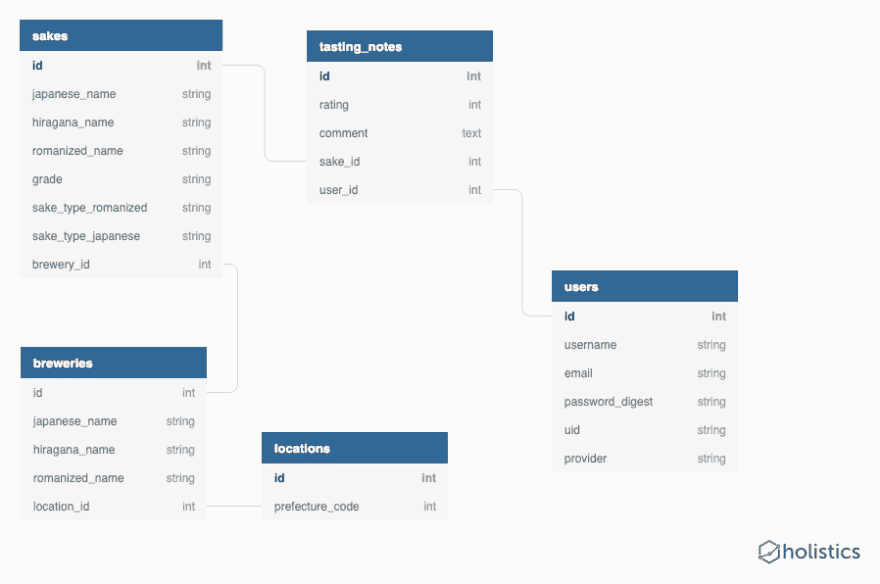 sakes
id int
japanese_name string
hiragana_name string
romanized_name string
grade string
sake_type_romanized string
sake_type_japanese string
brewery_id int
tasting_notes
id int
rating int
comment text
sake_id int
user_id int
users
id int
username string
email string
password_digest string
uid string
provider string
breweries
id int
japanese_name string
hiragana_name string
romanized_name string
location_id int
locations
id int
prefecture_code int
holistics